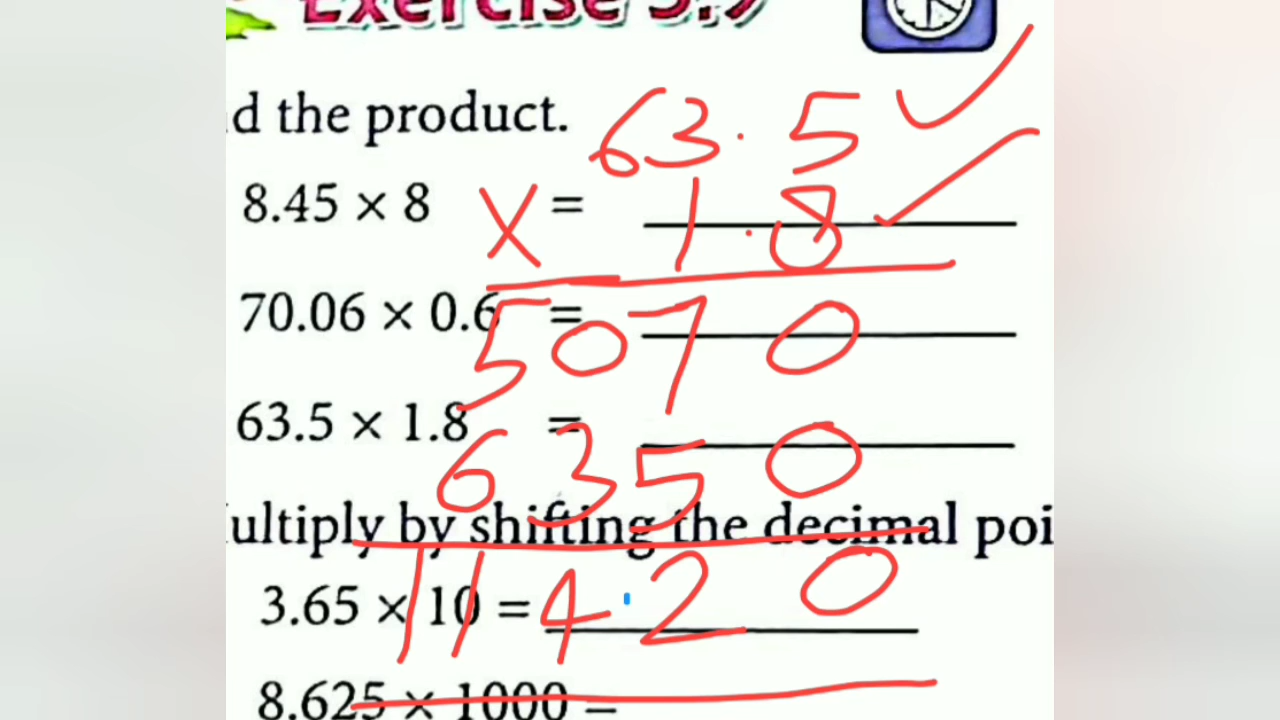 Exercise 5.9
d the product.
63.5
8.45 × 8 =
× 1.8
70.06 × 0.6 =
5070
63.5 × 1.8 =
6350
ultiply by shifting the decimal poi
3.65 × 10 =
114.20
8.625 × 1000 =